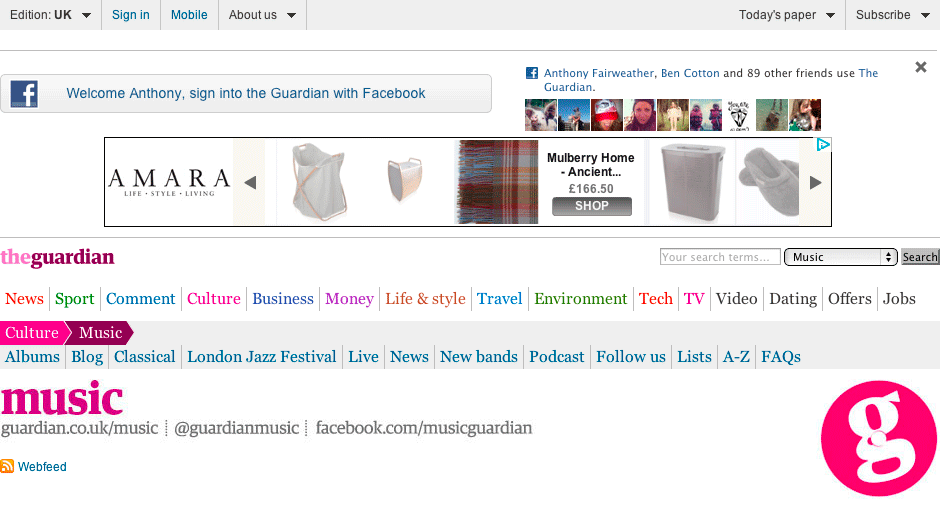 Edition: UK Sign in Mobile About us Today's paper Subscribe
Anthony Fairweather, Ben Cotton and 89 other friends use The
Guardian.
Welcome Anthony, sign into the Guardian with Facebook
AMARA
LIFE · STYLE · LIVING
Mulberry Home
- Ancient...
£166.50
SHOP
theguardian
Your search terms... Music Search
News Sport Comment Culture Business Money Life & style Travel Environment Tech TV Video Dating Offers Jobs
Culture Music
Albums Blog Classical London Jazz Festival Live News New bands Podcast Follow us Lists A-Z FAQs
music
guardian.co.uk/music @guardianmusic facebook.com/musicguardian
g
Webfeed